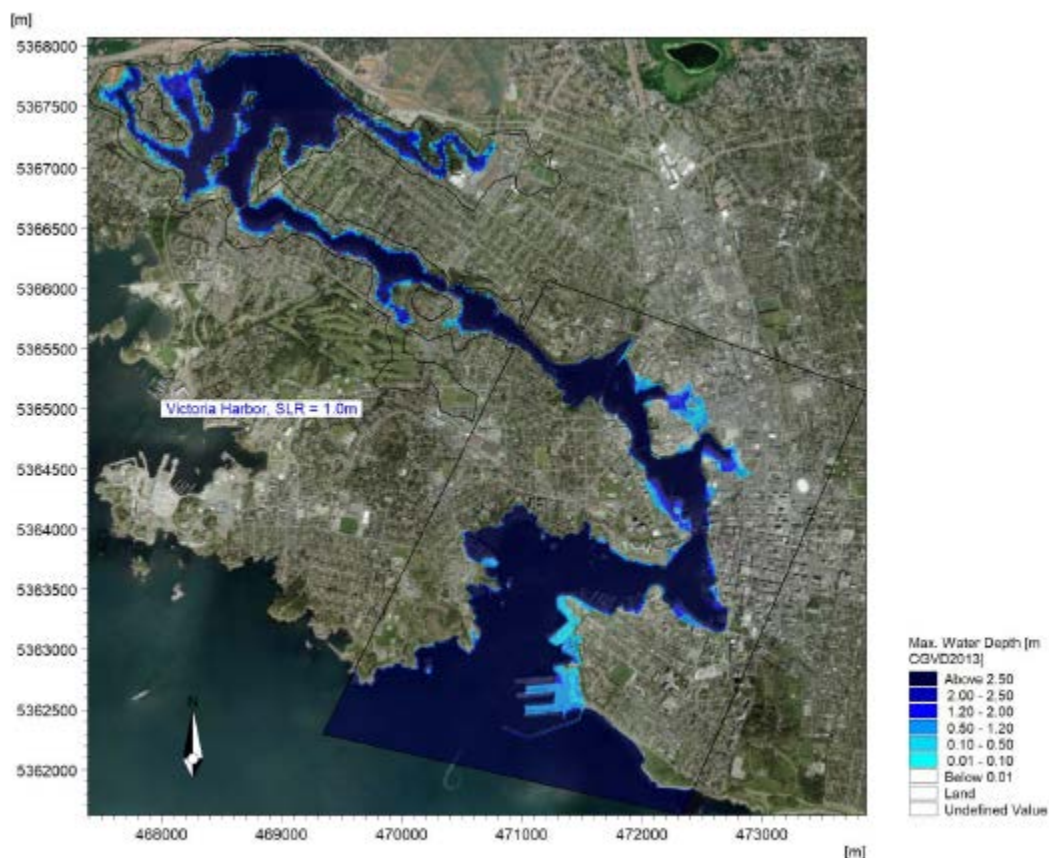 [m]
5368000
5367500
5367000
5366500
5366000
5365500
5365000
5364500
5364000
5363500
5363000
5362500
5362000
Victoria Harbor, SLR = 1.0m
N
468000 469000 470000 471000 472000 473000
[m]
Max. Water Depth [m
CGVD2013]
Above 2.50
2.00 - 2.50
1.20 - 2.00
0.50 - 1.20
0.10 - 0.50
0.01 - 0.10
Below 0.01
Land
Undefined Value